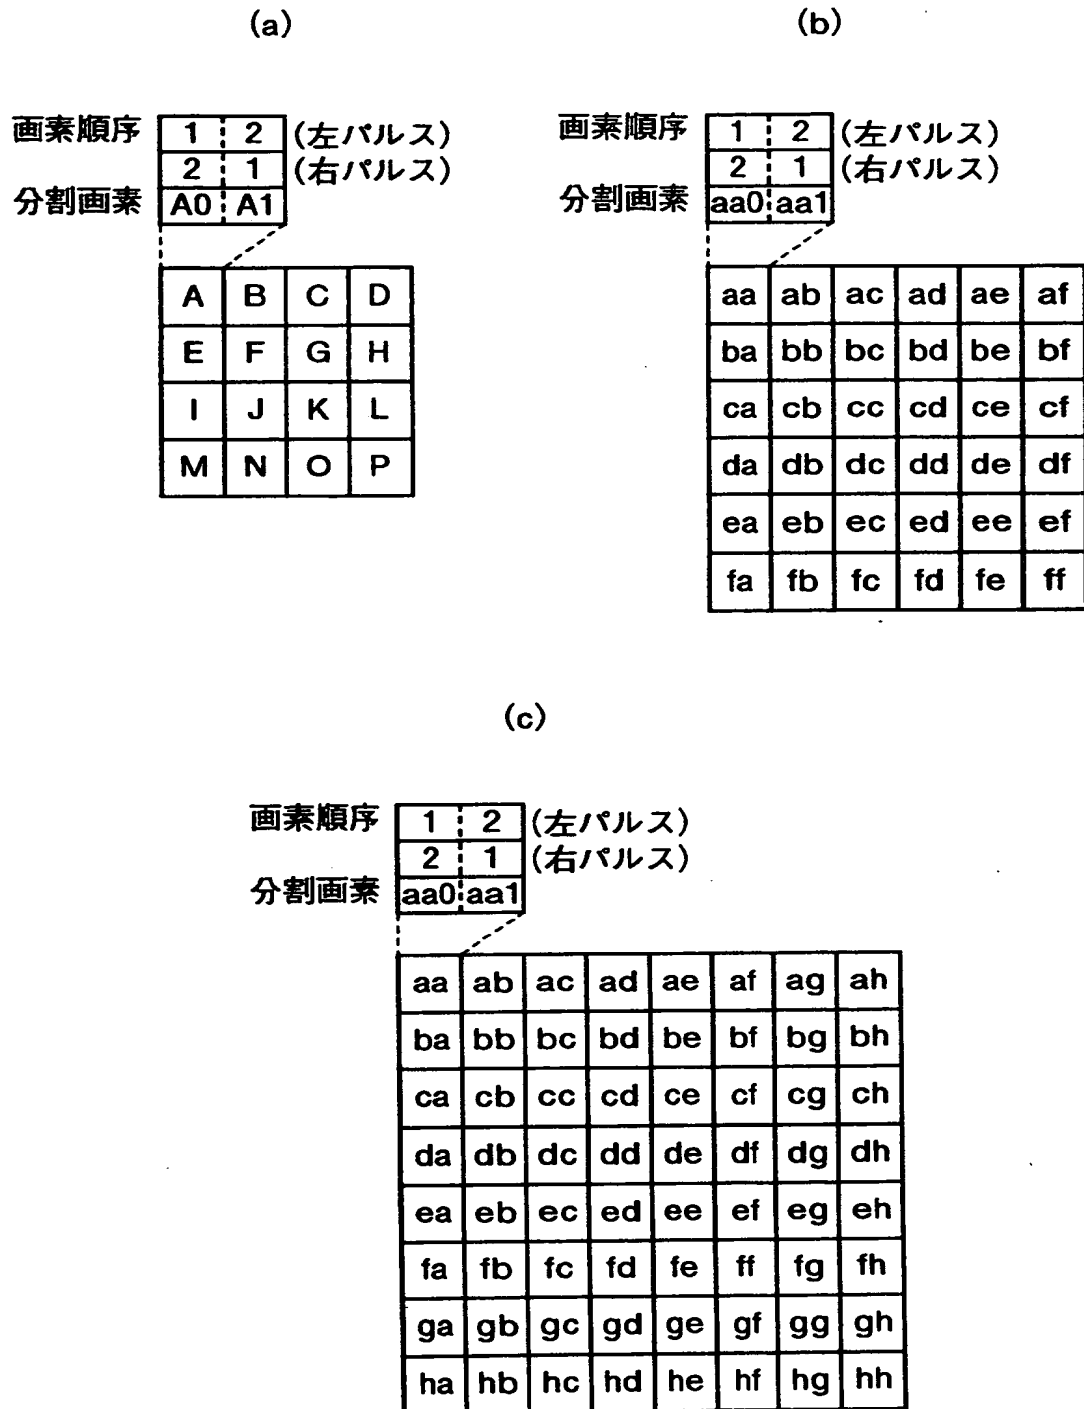 (a)
画素順序 1 2 (左パルス)
2 1 (右パルス)
分割画素 A0 A1
A B C D
E F G H
I J K L
M N O P
(b)
画素順序 1 2 (左パルス)
2 1 (右パルス)
分割画素 aa0 aa1
aa ab ac ad ae af
ba bb bc bd be bf
ca cb cc cd ce cf
da db dc dd de df
ea eb ec ed ee ef
fa fb fc fd fe ff
(c)
画素順序 1 2 (左パルス)
2 1 (右パルス)
分割画素 aa0 aa1
aa ab ac ad ae af ag ah
ba bb bc bd be bf bg bh
ca cb cc cd ce cf cg ch
da db dc dd de df dg dh
ea eb ec ed ee ef eg eh
fa fb fc fd fe ff fg fh
ga gb gc gd ge gf gg gh
ha hb hc hd he hf hg hh